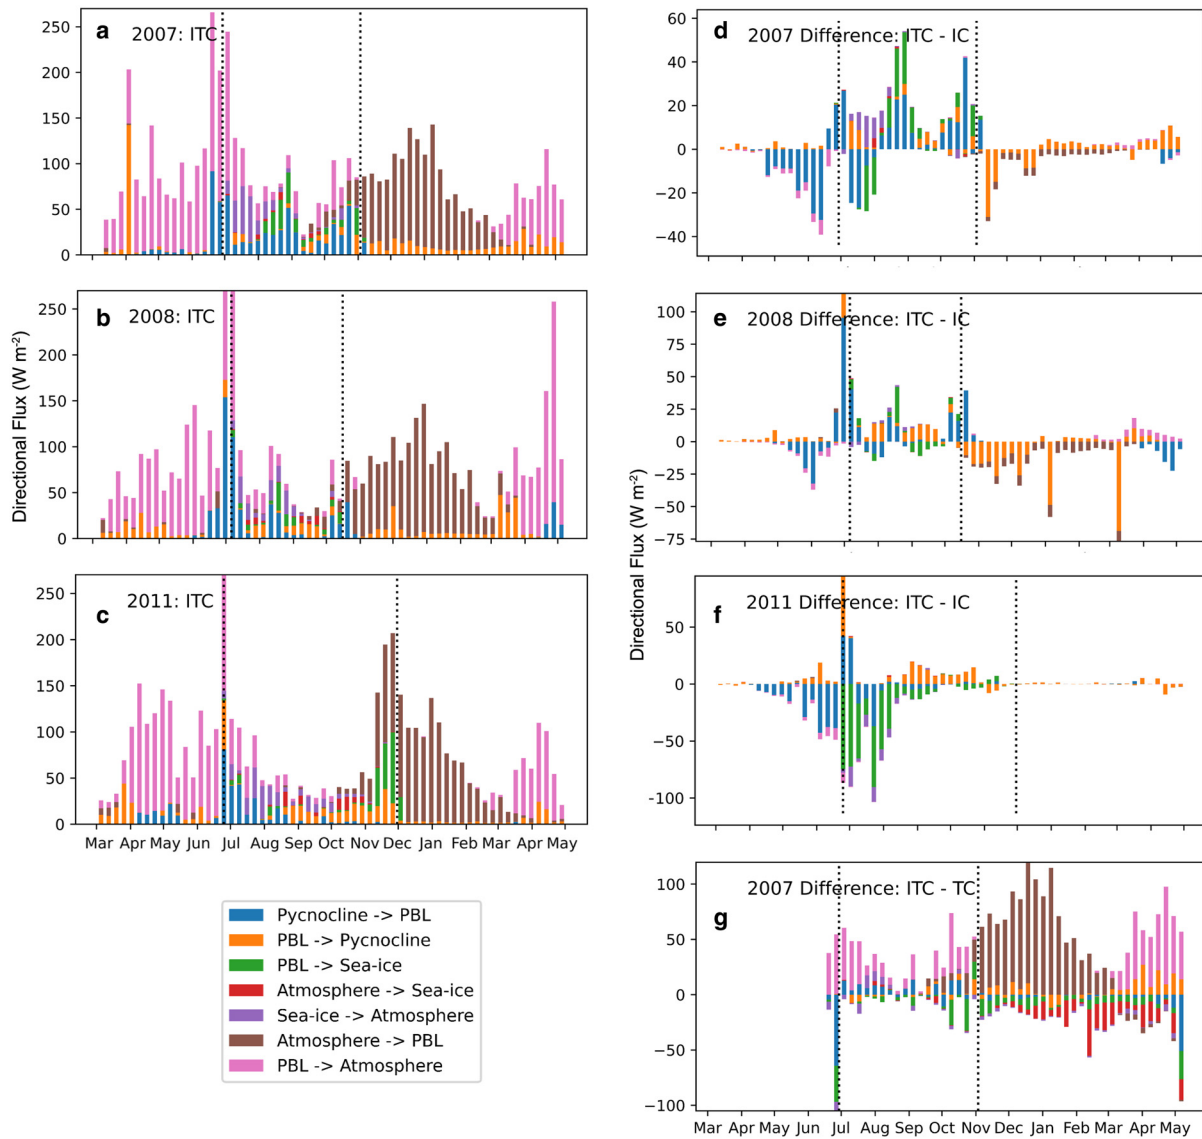 a 2007: ITC
250
200
150
100
50
0
b 2008: ITC
250
200
150
100
50
0
Directional Flux (W m⁻²)
c 2011: ITC
250
200
150
100
50
0
Mar Apr May Jun Jul Aug Sep Oct Nov Dec Jan Feb Mar Apr May
Pycnocline -> PBL
PBL -> Pycnocline
PBL -> Sea-ice
Atmosphere -> Sea-ice
Sea-ice -> Atmosphere
Atmosphere -> PBL
PBL -> Atmosphere
d 2007 Difference: ITC - IC
60
40
20
0
−20
−40
e 2008 Difference: ITC - IC
100
75
50
25
0
−25
−50
−75
Directional Flux (W m⁻²)
f 2011 Difference: ITC - IC
50
0
−50
-100
2007 Difference: ITC - TC
g
100
50
0
−50
−100
Mar Apr May Jun Jul Aug Sep Oct Nov Dec Jan Feb Mar Apr May